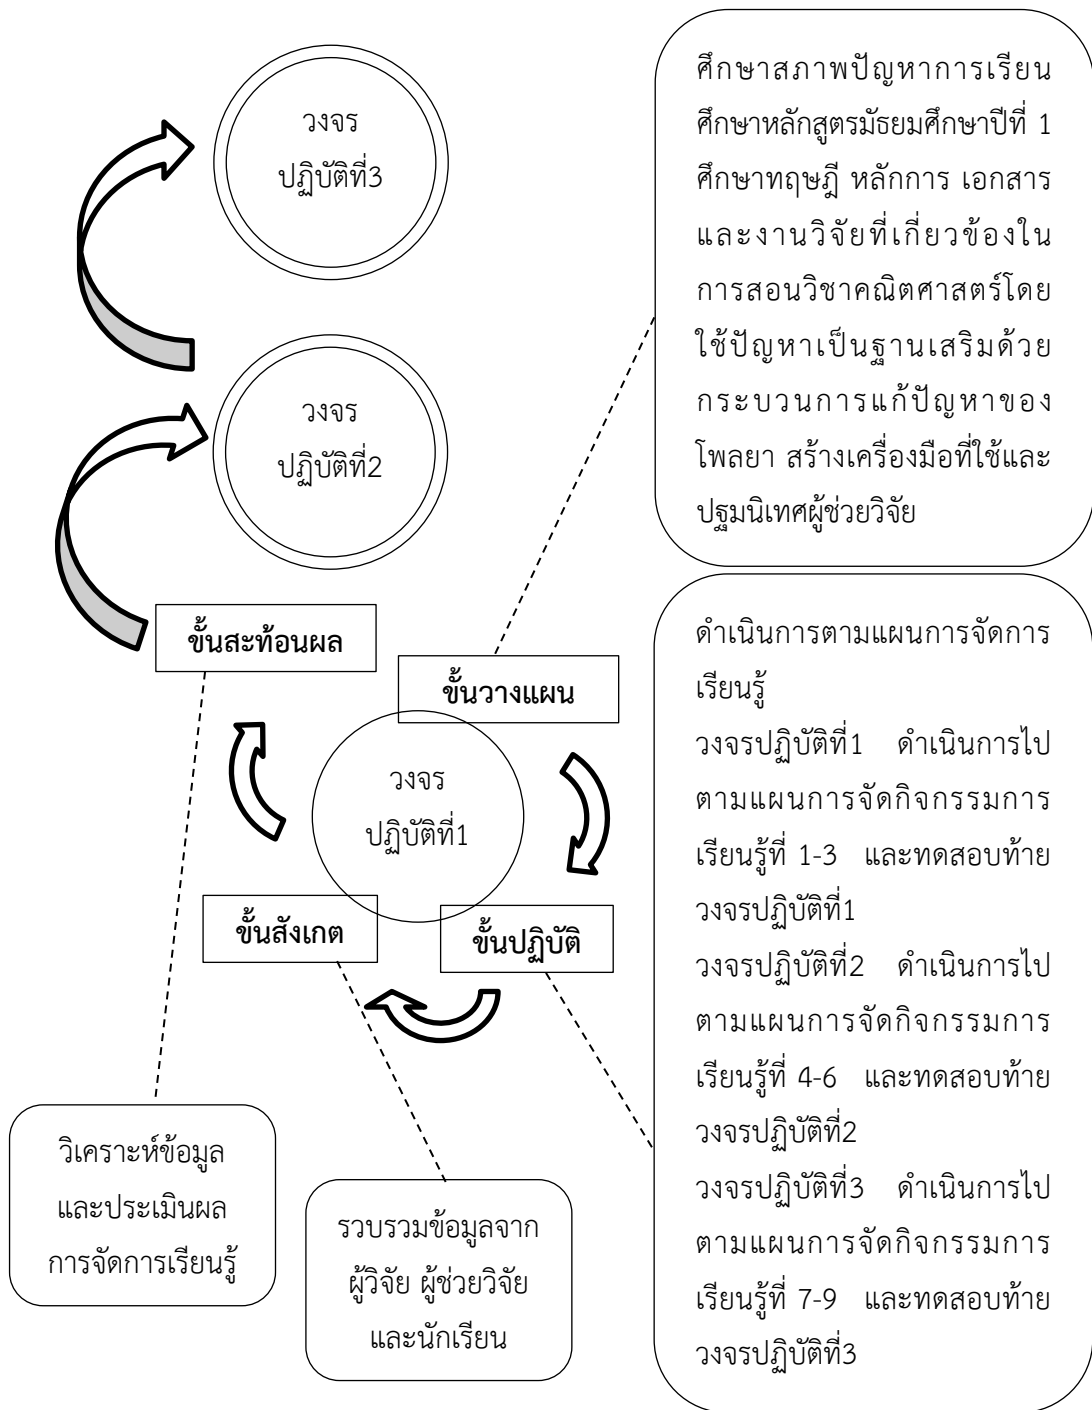 วงจร
ปฏิบัติที่3
วงจร
ปฏิบัติที่2
ขั้นสะท้อนผล
ขั้นวางแผน
วงจร
ปฏิบัติที่1
ขั้นสังเกต
ขั้นปฏิบัติ
วิเคราะห์ข้อมูล
และประเมินผล
การจัดการเรียนรู้
รวบรวมข้อมูลจาก
ผู้วิจัย ผู้ช่วยวิจัย
และนักเรียน
ศึกษาสภาพปัญหาการเรียน
ศึกษาหลักสูตรมัธยมศึกษาปีที่ 1
ศึกษาทฤษฎี หลักการ เอกสาร
และงานวิจัยที่เกี่ยวข้องใน
การสอนวิชาคณิตศาสตร์โดย
ใช้ปัญหาเป็นฐานเสริมด้วย
กระบวนการแก้ปัญหาของ
โพลยา สร้างเครื่องมือที่ใช้และ
ปฐมนิเทศผู้ช่วยวิจัย
ดำเนินการตามแผนการจัดการ
เรียนรู้
วงจรปฏิบัติที่1 ดำเนินการไป
ตามแผนการจัดกิจกรรมการ
เรียนรู้ที่ 1-3 และทดสอบท้าย
วงจรปฏิบัติที่1
วงจรปฏิบัติที่2 ดำเนินการไป
ตามแผนการจัดกิจกรรมการ
เรียนรู้ที่ 4-6 และทดสอบท้าย
วงจรปฏิบัติที่2
วงจรปฏิบัติที่3 ดำเนินการไป
ตามแผนการจัดกิจกรรมการ
เรียนรู้ที่ 7-9 และทดสอบท้าย
วงจรปฏิบัติที่3